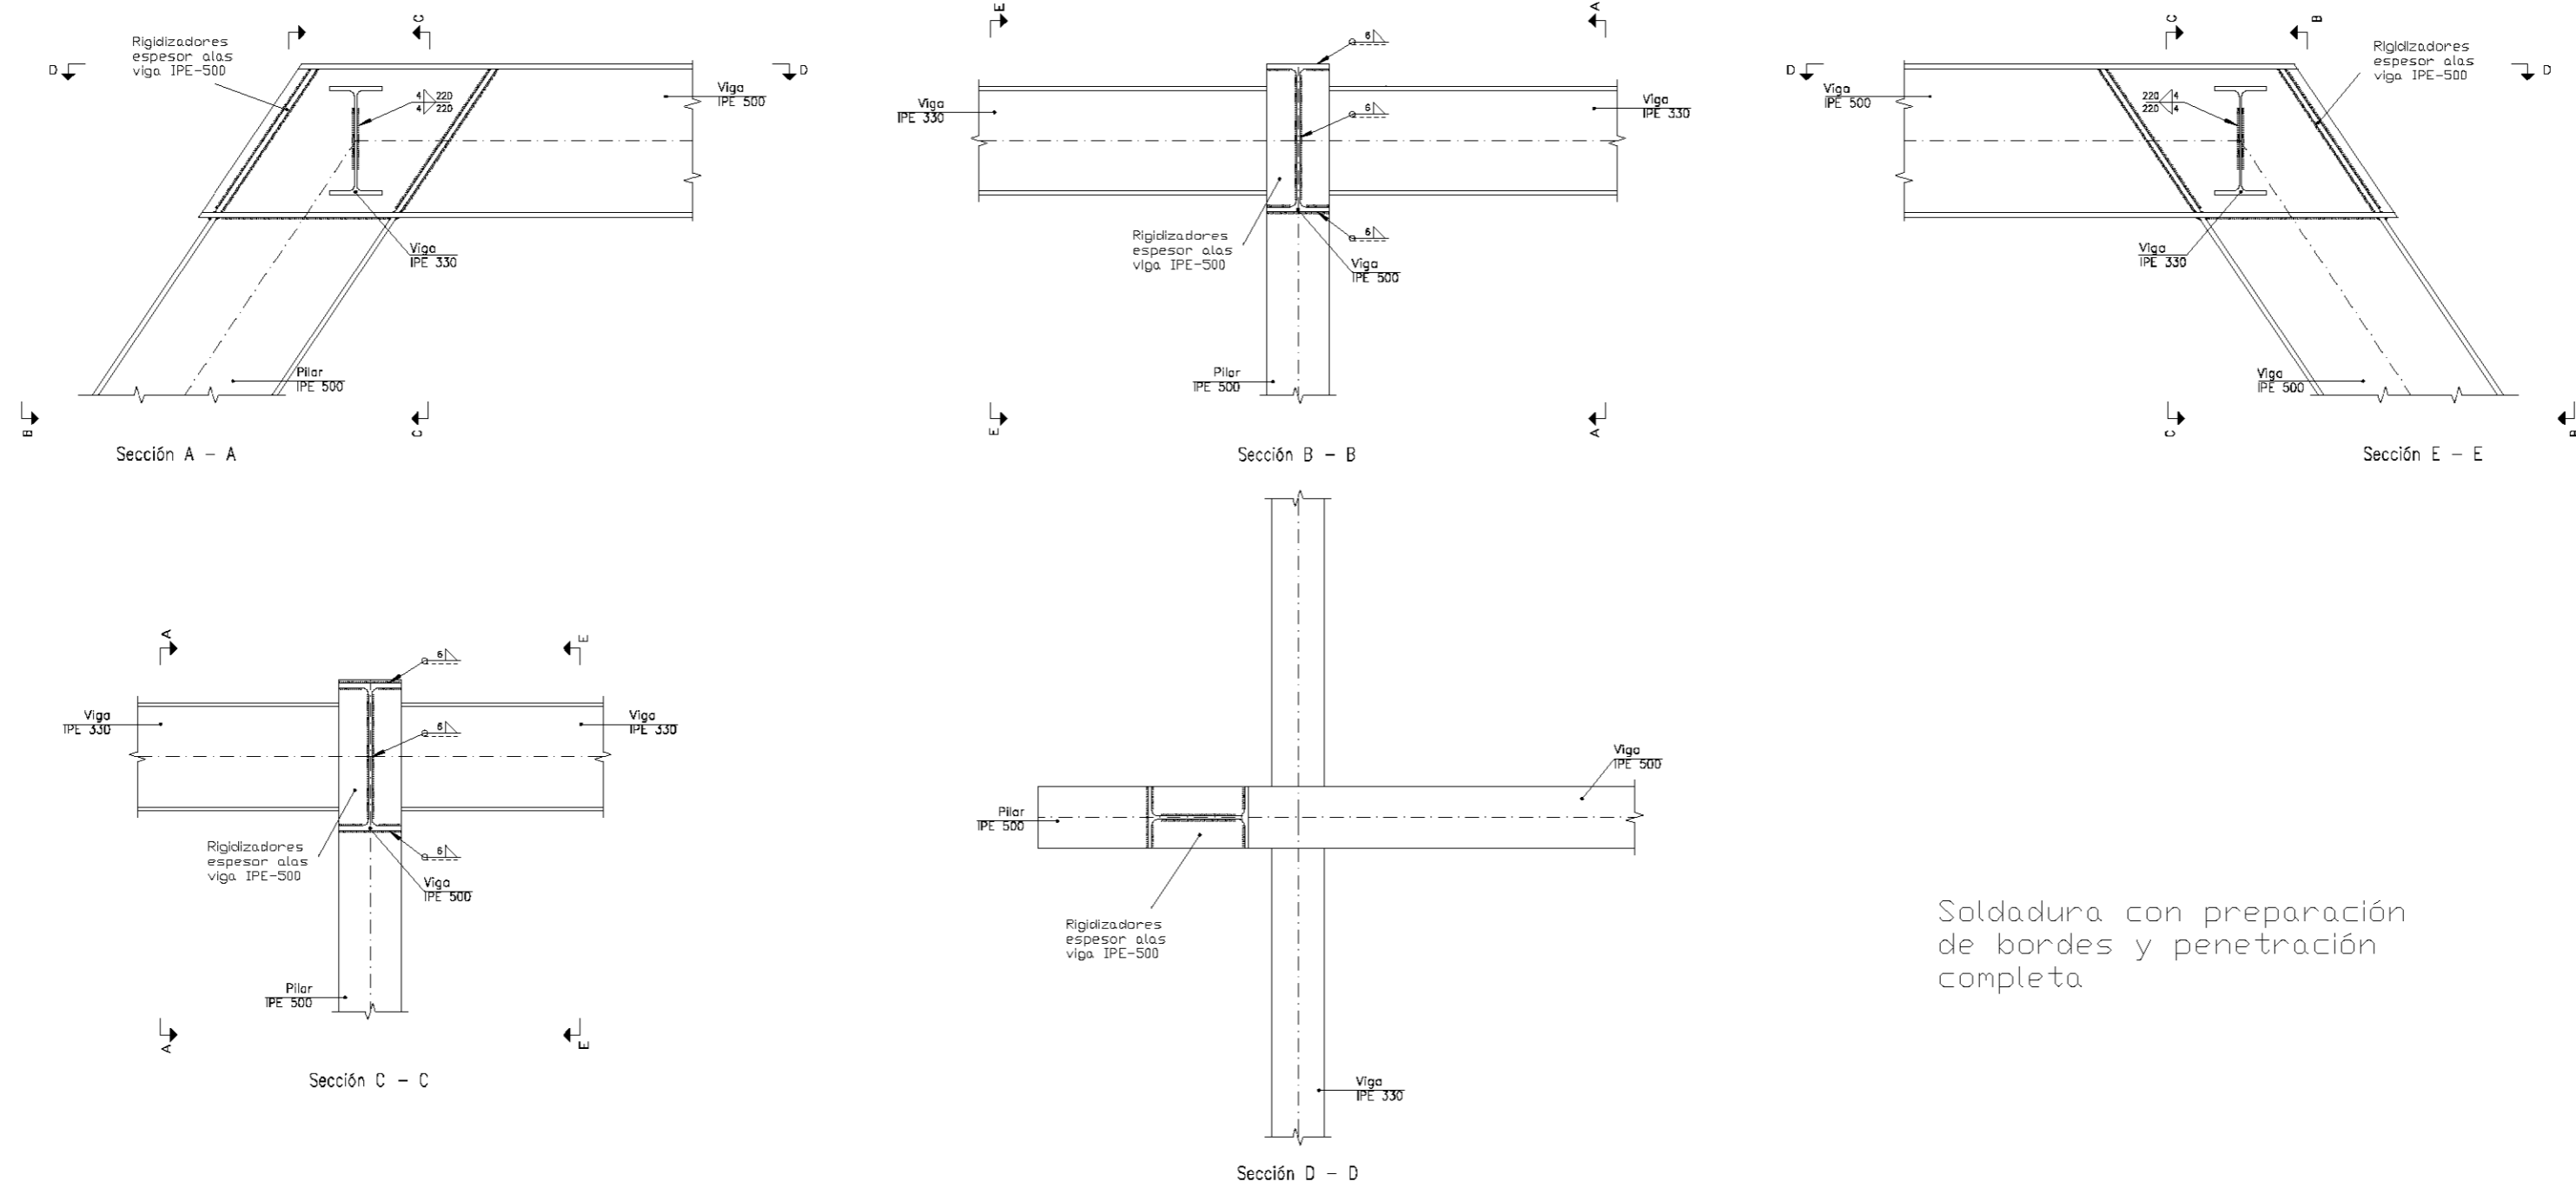 C
Rigidizadores
espesor alas
viga IPE-500
D
D
4
220
4
220
Viga
IPE 500
Viga
IPE 330
Pilar
IPE 500
B
C
Sección A - A
E
A
6
Viga
IPE 330
6
Viga
IPE 330
Rigidizadores
espesor alas
viga IPE-500
6
Viga
IPE 500
Pilar
IPE 500
E
A
Sección B - B
C
B
Rigidizadores
espesor alas
viga IPE-500
D
D
Viga
IPE 500
220
4
220
4
Viga
IPE 330
Viga
IPE 500
C
B
Sección E - E
A
E
6
Viga
IPE 330
6
Viga
IPE 330
Rigidizadores
espesor alas
viga IPE-500
6
Viga
IPE 500
Pilar
IPE 500
A
E
Sección C - C
Viga
IPE 500
Pilar
IPE 500
Rigidizadores
espesor alas
viga IPE-500
Viga
IPE 330
Sección D - D
Soldadura con preparación
de bordes y penetración
completa